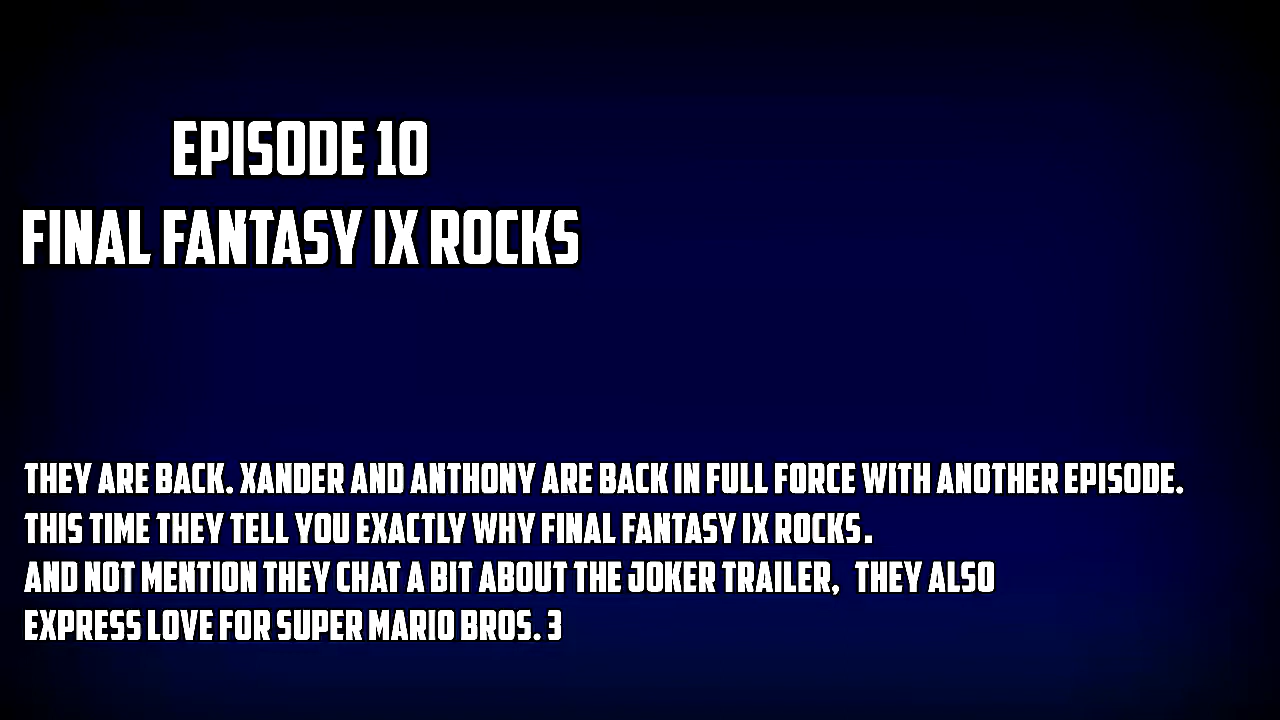 EPISODE 10
FINAL FANTASY IX ROCKS
THEY ARE BACK. XANDER AND ANTHONY ARE BACK IN FULL FORCE WITH ANOTHER EPISODE.
THIS TIME THEY TELL YOU EXACTLY WHY FINAL FANTASY IX ROCKS.
AND NOT MENTION THEY CHAT A BIT ABOUT THE JOKER TRAILER, THEY ALSO
EXPRESS LOVE FOR SUPER MARIO BROS. 3